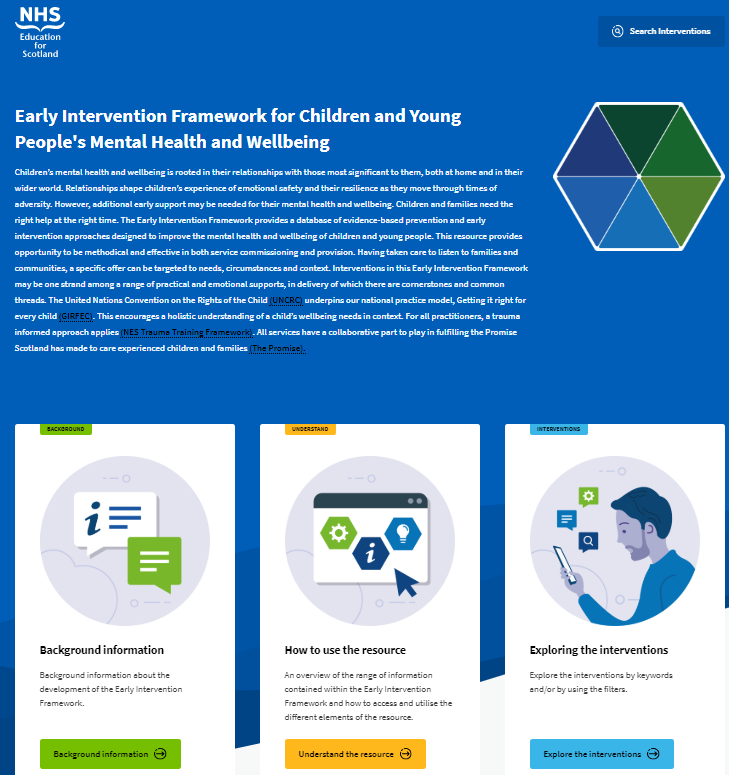 NHS
Education
for
Scotland
Search Interventions
Early Intervention Framework for Children and Young
People's Mental Health and Wellbeing
Children's mental health and wellbeing is rooted in their relationships with those most significant to them, both at home and in their
wider world. Relationships shape children's experience of emotional safety and their resilience as they move through times of
adversity. However, additional early support may be needed for their mental health and wellbeing. Children and families need the
right help at the right time. The Early Intervention Framework provides a database of evidence-based prevention and early
intervention approaches designed to improve the mental health and wellbeing of children and young people. This resource provides
opportunity to be methodical and effective in both service commissioning and provision. Having taken care to listen to families and
communities, a specific offer can be targeted to needs, circumstances and context. Interventions in this Early Intervention Framework
may be one strand among a range of practical and emotional supports, in delivery of which there are cornerstones and common
threads. The United Nations Convention on the Rights of the Child (UNCRC) underpins our national practice model, Getting it right for
every child (GIRFEC). This encourages a holistic understanding of a child's wellbeing needs in context. For all practitioners, a trauma
informed approach applies (NES Trauma Training Framework). All services have a collaborative part to play in fulfilling the Promise
Scotland has made to care experienced children and families (The Promise).
BACKGROUND
UNDERSTAND
INTERVENTIONS
Background information
Background information about the
development of the Early Intervention
Framework.
Background information
How to use the resource
An overview of the range of information
contained within the Early Intervention
Framework and how to access and utilise the
different elements of the resource.
Understand the resource
Exploring the interventions
Explore the interventions by keywords
and/or by using the filters.
Explore the interventions